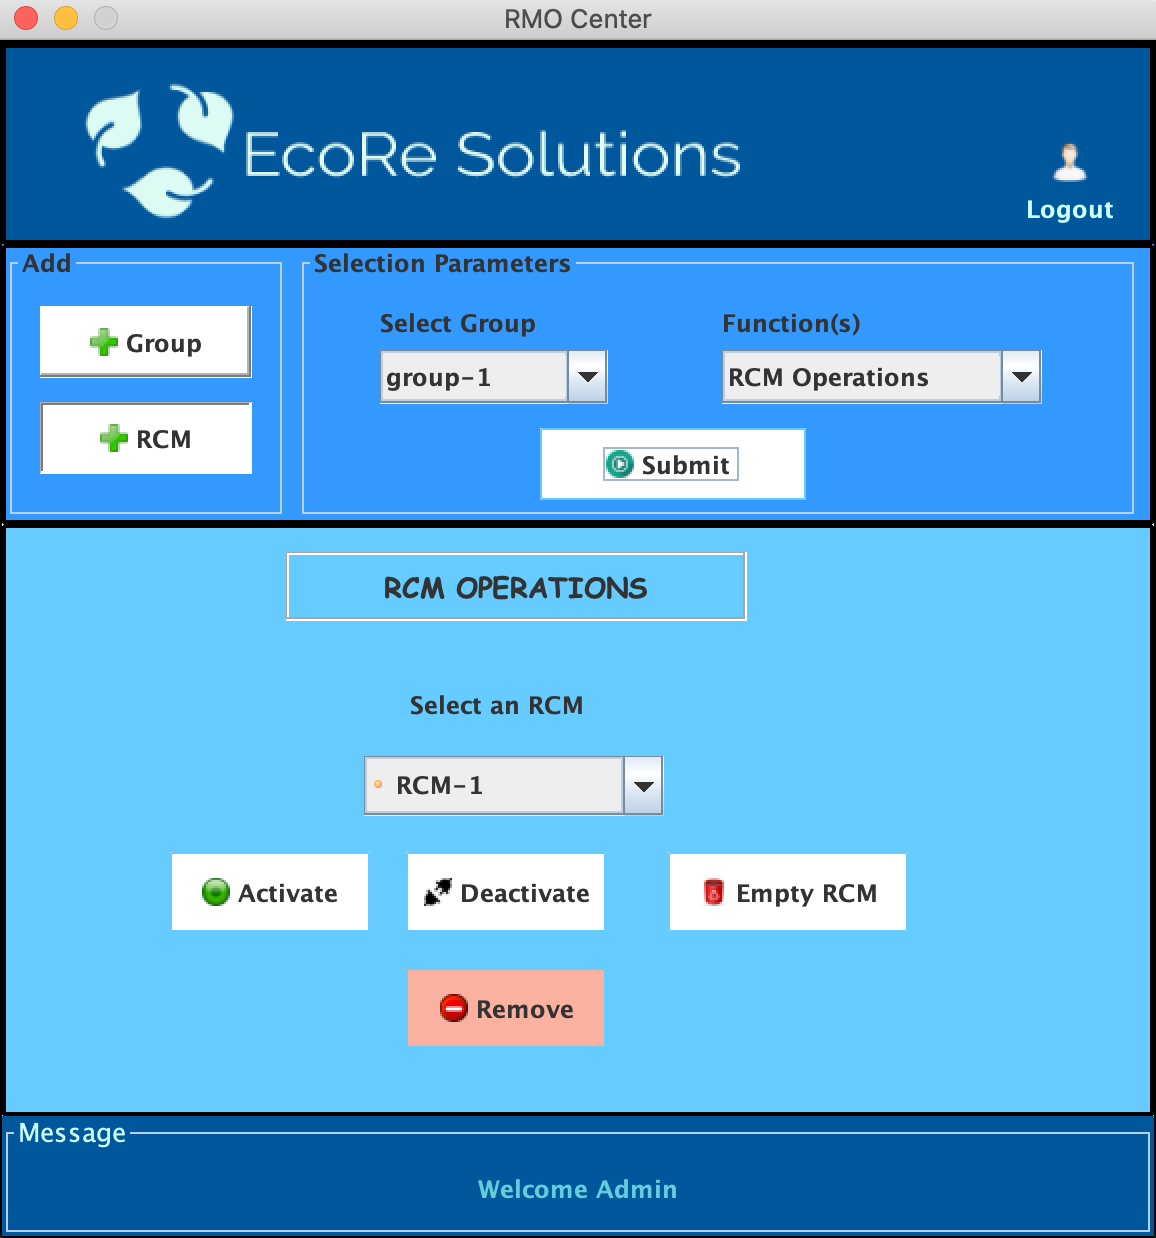 RMO Center
EcoRe Solutions
Logout
Add
Group
RCM
Selection Parameters
Select Group
Function(s)
group-1
RCM Operations
Submit
RCM OPERATIONS
Select an RCM
RCM-1
Activate
Deactivate
Empty RCM
Remove
Message
Welcome Admin